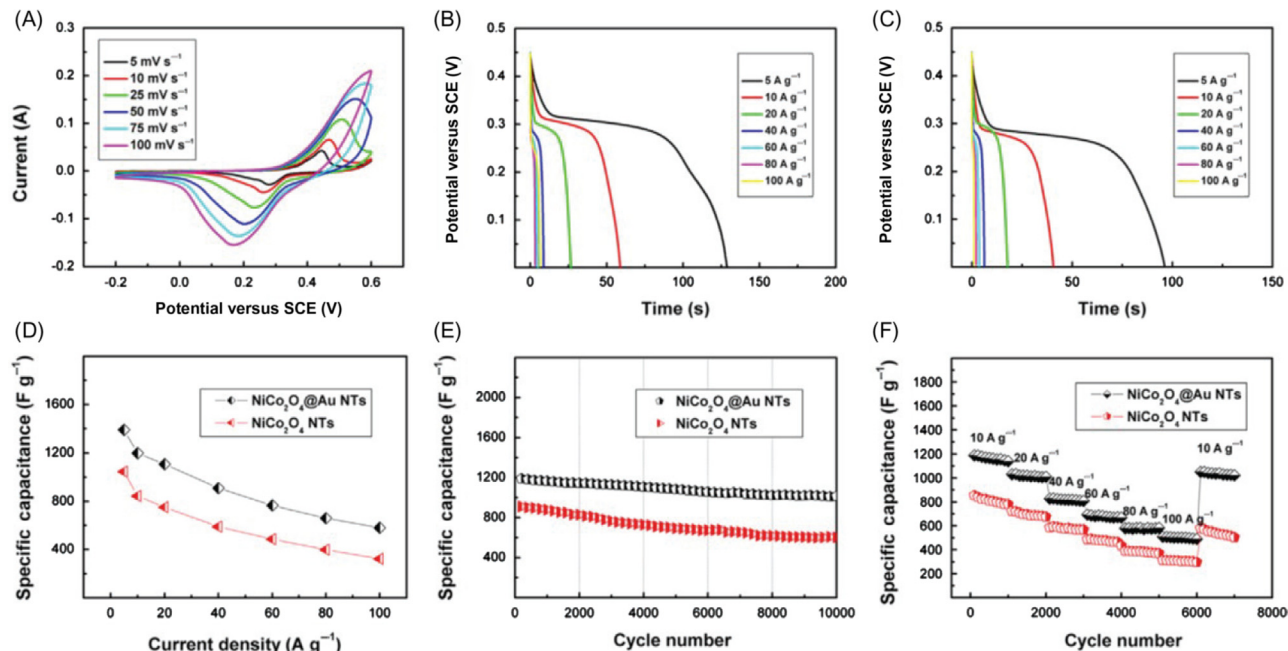 (A)
0.3
0.2
0.1
0.0
-0.1
-0.2
Current (A)
5 mV s⁻¹
10 mV s⁻¹
25 mV s⁻¹
50 mV s⁻¹
75 mV s⁻¹
100 mV s⁻¹
-0.2 0.0 0.2 0.4 0.6
Potential versus SCE (V)
(B)
0.5
0.4
0.3
0.2
0.1
Potential versus SCE (V)
5 A g⁻¹
10 A g⁻¹
20 A g⁻¹
40 A g⁻¹
60 A g⁻¹
80 A g⁻¹
100 A g⁻¹
0 50 100 150 200
Time (s)
(C)
0.5
0.4
0.3
0.2
0.1
Potential versus SCE (V)
5 A g⁻¹
10 A g⁻¹
20 A g⁻¹
40 A g⁻¹
60 A g⁻¹
80 A g⁻¹
100 A g⁻¹
0 50 100 150
Time (s)
(D)
1600
1200
800
400
Specific capacitance (F g⁻¹)
NiCo₂O₄@Au NTs
NiCo₂O₄ NTs
0 20 40 60 80 100
Current density (A g⁻¹)
(E)
2000
1600
1200
800
400
Specific capacitance (F g⁻¹)
NiCo₂O₄@Au NTs
NiCo₂O₄ NTs
0 2000 4000 6000 8000 10000
Cycle number
(F)
1800
1600
1400
1200
1000
800
600
400
200
Specific capacitance (F g⁻¹)
NiCo₂O₄@Au NTs
NiCo₂O₄ NTs
10 A g⁻¹
20 A g⁻¹
40 A g⁻¹
60 A g⁻¹
80 A g⁻¹
100 A g⁻¹
10 A g⁻¹
0 2000 4000 6000 8000
Cycle number